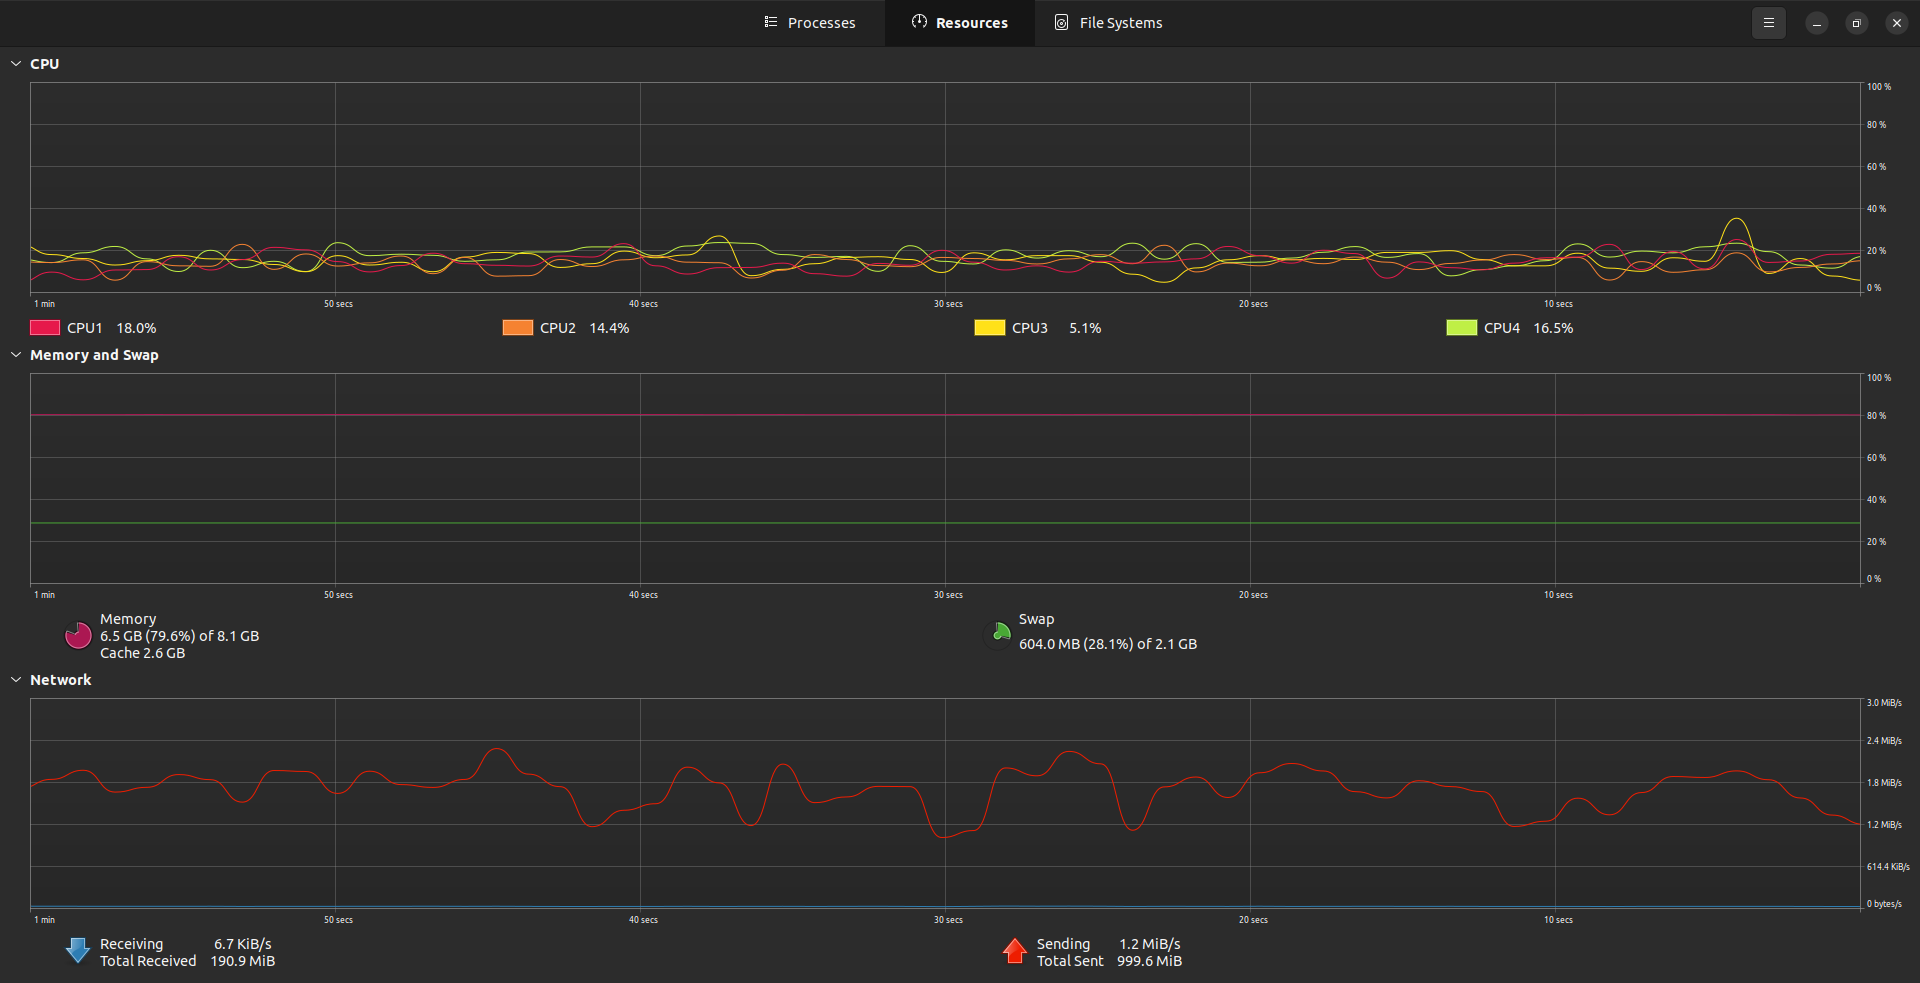 Processes Resources File Systems
CPU
100 %
80 %
60 %
40 %
20 %
0 %
1 min 50 secs 40 secs 30 secs 20 secs 10 secs
CPU1 18.0% CPU2 14.4% CPU3 5.1% CPU4 16.5%
Memory and Swap
100 %
80 %
60 %
40 %
20 %
0 %
1 min 50 secs 40 secs 30 secs 20 secs 10 secs
Memory
6.5 GB (79.6%) of 8.1 GB
Cache 2.6 GB
Swap
604.0 MB (28.1%) of 2.1 GB
Network
3.0 MiB/s
2.4 MiB/s
1.8 MiB/s
1.2 MiB/s
614.4 KiB/s
0 bytes/s
1 min 50 secs 40 secs 30 secs 20 secs 10 secs
Receiving 6.7 KiB/s
Total Received 190.9 MiB
Sending 1.2 MiB/s
Total Sent 999.6 MiB